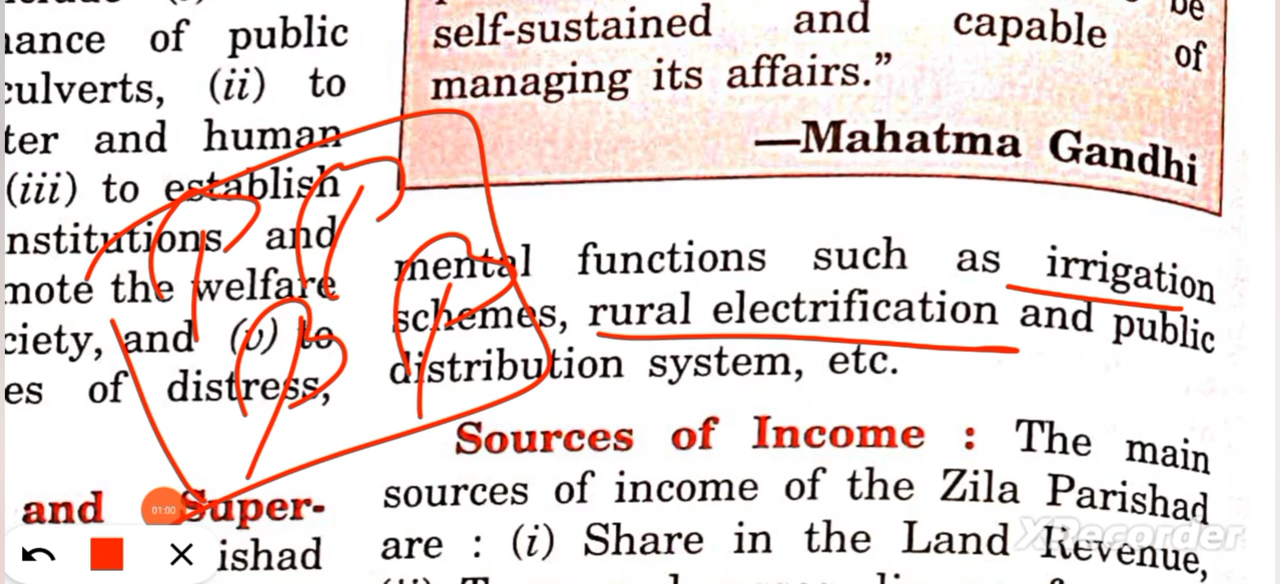 ance of public
culverts, (ii) to
ter and human
(iii) to establish
nstitutions and
mote the welfare
ciety, and (v) to
es of distress,
and Super-
ishad
be
self-sustained and capable of
managing its affairs.”
—Mahatma Gandhi
mental functions such as irrigation
schemes, rural electrification and public
distribution system, etc.
Sources of Income : The main
sources of income of the Zila Parishad
are : (i) Share in the Land Revenue,
01:00
XRecorder